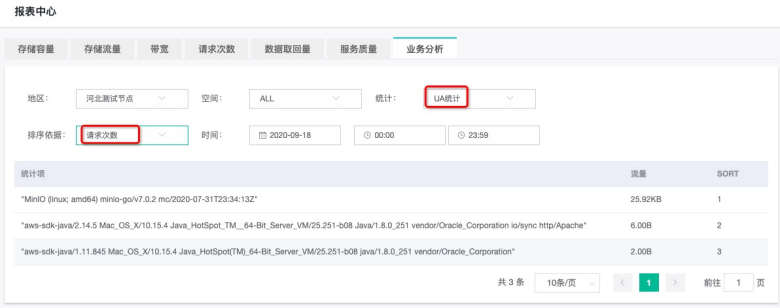 报表中心
存储容量 存储流量 带宽 请求次数 数据取回量 服务质量 业务分析
地区： 河北测试节点 空间： ALL 统计： UA统计
排序依据： 请求次数 时间： 2020-09-18 00:00 23:59
统计项 流量 SORT
"MinIO (linux; amd64) minio-go/v7.0.2 mc/2020-07-31T23:34:13Z" 25.92KB 1
"aws-sdk-java/2.14.5 Mac_OS_X/10.15.4 Java_HotSpot_TM__64-Bit_Server_VM/25.251-b08 Java/1.8.0_251 vendor/Oracle_Corporation io/sync http/Apache" 6.00B 2
"aws-sdk-java/1.11.845 Mac_OS_X/10.15.4 Java_HotSpot(TM)_64-Bit_Server_VM/25.251-b08 java/1.8.0_251 vendor/Oracle_Corporation" 2.00B 3
共 3 条 10条/页 < 1 > 前往 1 页